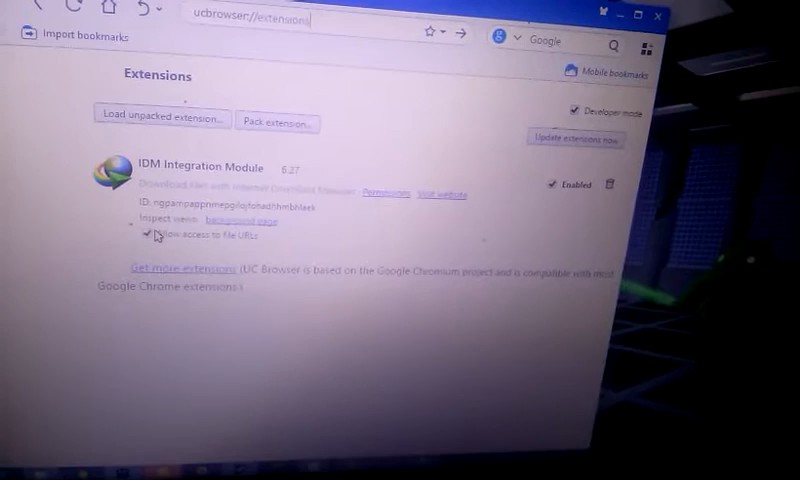 ucbrowser://extensions
Google
Import bookmarks
Mobile bookmarks
Extensions
Developer mode
Load unpacked extension...
Pack extension...
Update extensions now
IDM Integration Module 6.27
Download files with Internet Download Manager Permissions Visit website
Enabled
ID: ngpampappnmepgilojfohadhhmbhlaek
Inspect views: background page
Allow access to file URLs
Get more extensions (UC Browser is based on the Google Chromium project and is compatible with most
Google Chrome extensions.)